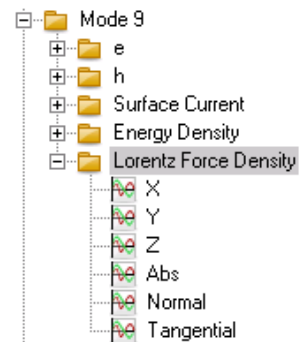 Mode 9
e
h
Surface Current
Energy Density
Lorentz Force Density
X
Y
Z
Abs
Normal
Tangential